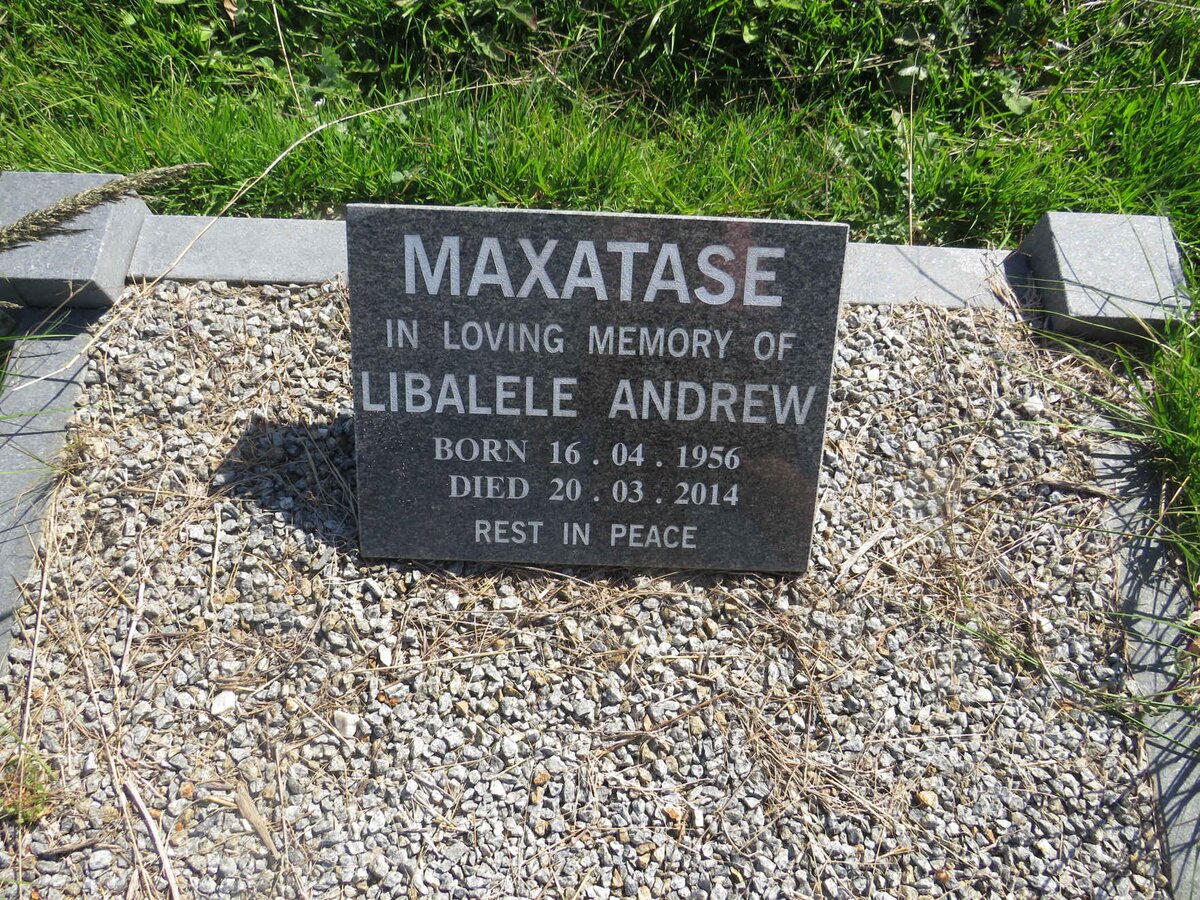 MAXATASE
IN LOVING MEMORY OF
LIBALELE ANDREW
BORN 16 . 04 . 1956
DIED 20 . 03 . 2014
REST IN PEACE